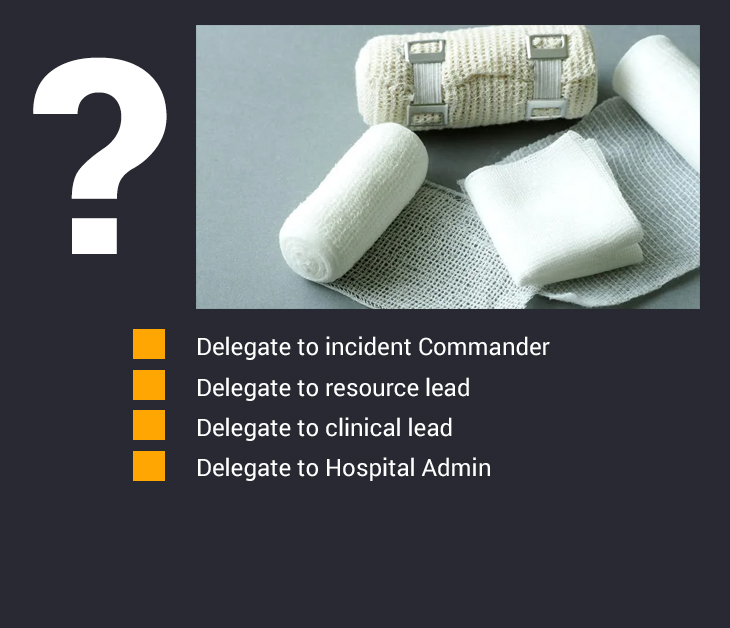 ?
Delegate to incident Commander
Delegate to resource lead
Delegate to clinical lead
Delegate to Hospital Admin